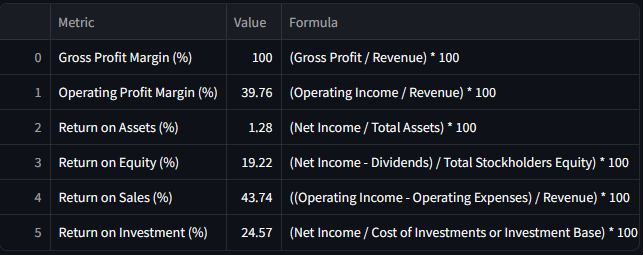 Metric Value Formula
0 Gross Profit Margin (%) 100 (Gross Profit / Revenue) * 100
1 Operating Profit Margin (%) 39.76 (Operating Income / Revenue) * 100
2 Return on Assets (%) 1.28 (Net Income / Total Assets) * 100
3 Return on Equity (%) 19.22 (Net Income - Dividends) / Total Stockholders Equity) * 100
4 Return on Sales (%) 43.74 ((Operating Income - Operating Expenses) / Revenue) * 100
5 Return on Investment (%) 24.57 (Net Income / Cost of Investments or Investment Base) * 100